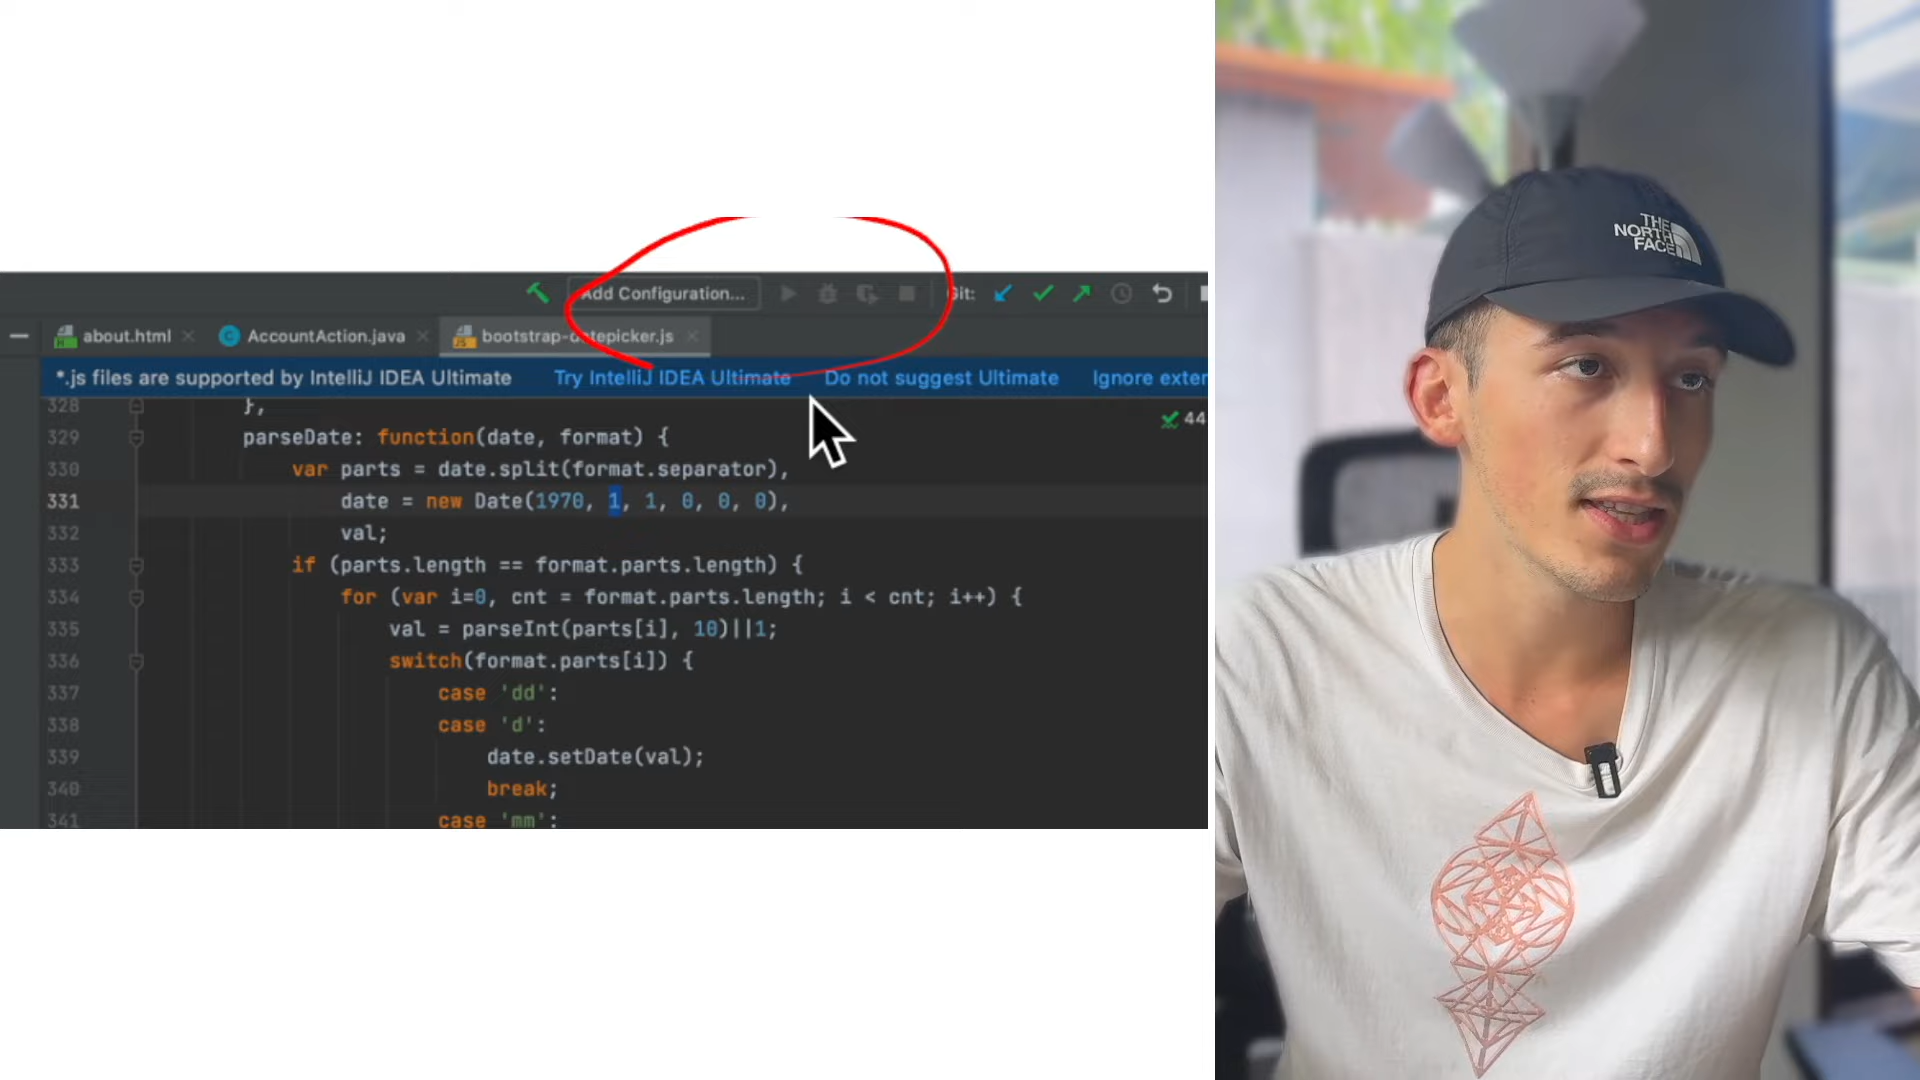 Add Configuration...
Git:
about.html
AccountAction.java
bootstrap-datepicker.js
*.js files are supported by IntelliJ IDEA Ultimate
Try IntelliJ IDEA Ultimate
Do not suggest Ultimate
Ignore exter
44
328 },
329 parseDate: function(date, format) {
330 var parts = date.split(format.separator),
331 date = new Date(1970, 1, 1, 0, 0, 0),
332 val;
333 if (parts.length == format.parts.length) {
334 for (var i=0, cnt = format.parts.length; i < cnt; i++) {
335 val = parseInt(parts[i], 10)||1;
336 switch(format.parts[i]) {
337 case 'dd':
338 case 'd':
339 date.setDate(val);
340 break;
341 case 'mm':
THE
NORTH
FACE